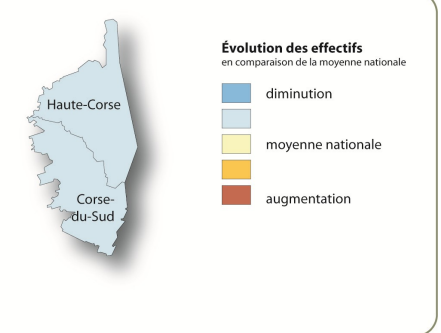 Évolution des effectifs
en comparaison de la moyenne nationale
diminution
Haute-Corse
moyenne nationale
Corse-
du-Sud
augmentation